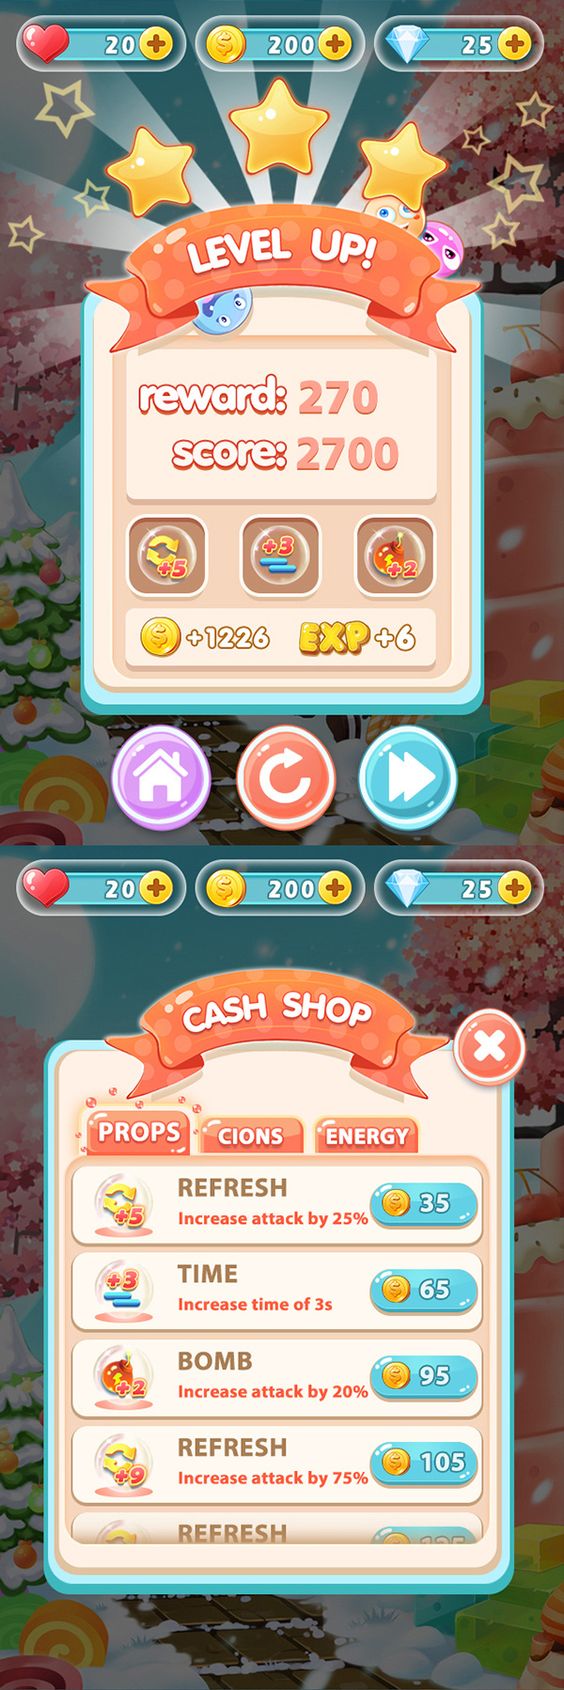 20
200
25
LEVEL UP!
reward: 270
score: 2700
+5
+3
+2
+1226 EXP +6
20
200
25
CASH SHOP
PROPS
CIONS
ENERGY
+5
REFRESH
Increase attack by 25%
35
+3
TIME
Increase time of 3s
65
+2
BOMB
Increase attack by 20%
95
+9
REFRESH
Increase attack by 75%
105
REFRESH